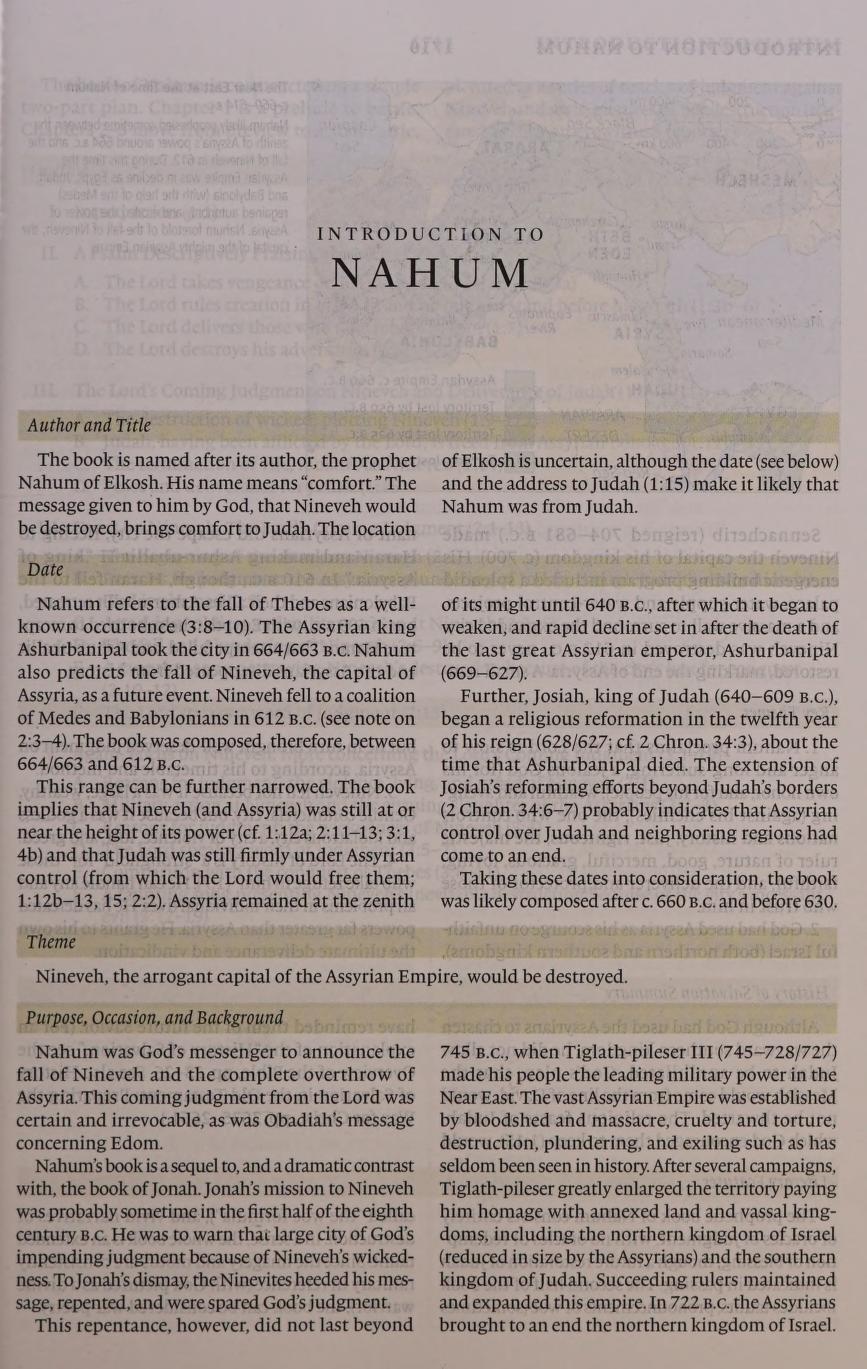 INTRODUCTION TO
NAHUM
Author and Title
The book is named after its author, the prophet
Nahum of Elkosh. His name means “comfort.” The
message given to him by God, that Nineveh would
be destroyed, brings comfort to Judah. The location
of Elkosh is uncertain, although the date (see below)
and the address to Judah (1:15) make it likely that
Nahum was from Judah.
Date
Nahum refers to the fall of Thebes as a well-
known occurrence (3:8–10). The Assyrian king
Ashurbanipal took the city in 664/663 B.C. Nahum
also predicts the fall of Nineveh, the capital of
Assyria, as a future event. Nineveh fell to a coalition
of Medes and Babylonians in 612 B.C. (see note on
2:3–4). The book was composed, therefore, between
664/663 and 612 B.C.
This range can be further narrowed. The book
implies that Nineveh (and Assyria) was still at or
near the height of its power (cf. 1:12a; 2:11–13; 3:1,
4b) and that Judah was still firmly under Assyrian
control (from which the Lord would free them;
1:12b–13, 15; 2:2). Assyria remained at the zenith
of its might until 640 B.C., after which it began to
weaken, and rapid decline set in after the death of
the last great Assyrian emperor, Ashurbanipal
(669–627).
Further, Josiah, king of Judah (640–609 B.C.),
began a religious reformation in the twelfth year
of his reign (628/627; cf. 2 Chron. 34:3), about the
time that Ashurbanipal died. The extension of
Josiah’s reforming efforts beyond Judah’s borders
(2 Chron. 34:6–7) probably indicates that Assyrian
control over Judah and neighboring regions had
come to an end.
Taking these dates into consideration, the book
was likely composed after c. 660 B.C. and before 630.
Theme
Nineveh, the arrogant capital of the Assyrian Empire, would be destroyed.
Purpose, Occasion, and Background
Nahum was God’s messenger to announce the
fall of Nineveh and the complete overthrow of
Assyria. This coming judgment from the Lord was
certain and irrevocable, as was Obadiah’s message
concerning Edom.
Nahum’s book is a sequel to, and a dramatic contrast
with, the book of Jonah. Jonah’s mission to Nineveh
was probably sometime in the first half of the eighth
century B.C. He was to warn that large city of God’s
impending judgment because of Nineveh’s wicked-
ness. To Jonah’s dismay, the Ninevites heeded his mes-
sage, repented, and were spared God’s judgment.
This repentance, however, did not last beyond
745 B.C., when Tiglath-pileser III (745–728/727)
made his people the leading military power in the
Near East. The vast Assyrian Empire was established
by bloodshed and massacre, cruelty and torture,
destruction, plundering, and exiling such as has
seldom been seen in history. After several campaigns,
Tiglath-pileser greatly enlarged the territory paying
him homage with annexed land and vassal king-
doms, including the northern kingdom of Israel
(reduced in size by the Assyrians) and the southern
kingdom of Judah. Succeeding rulers maintained
and expanded this empire. In 722 B.C. the Assyrians
brought to an end the northern kingdom of Israel.